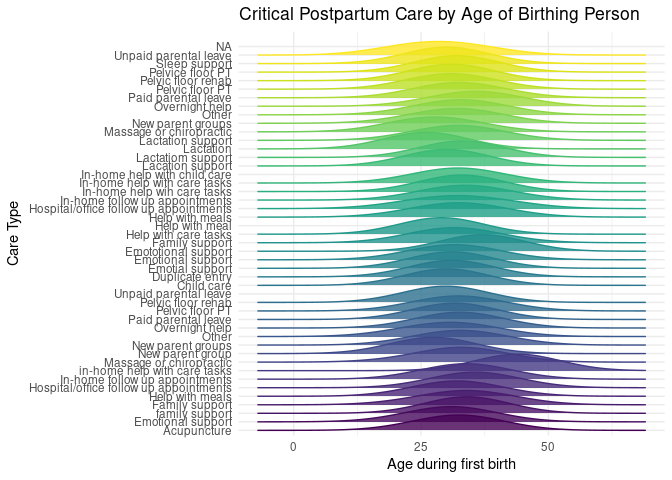 Critical Postpartum Care by Age of Birthing Person
Care Type
NA
Unpaid parental leave
Sleep support
Pelvice floor PT
Pelvic floor rehab
Pelvic floor PT
Paid parental leave
Overnight help
Other
New parent groups
Massage or chiropractic
Lactation support
Lactation
Lactatiom support
Lacation support
In-home help with child care
In-home help with care tasks
In-home help wih care tasks
In-home follow up appointments
Hospital/office follow up appointments
Help with meals
Help with meal
Help with care tasks
Family support
Emototional support
Emotional support
Emotial support
Duplicate entry
Child care
Unpaid parental leave
Pelvic floor rehab
Pelvic floor PT
Paid parental leave
Overnight help
Other
New parent groups
New parent group
Massage or chiropractic
in-home help with care tasks
In-home follow up appointments
Hospital/office follow up appointments
Help with meals
Family support
family support
Emotional support
Acupuncture
0 25 50
Age during first birth